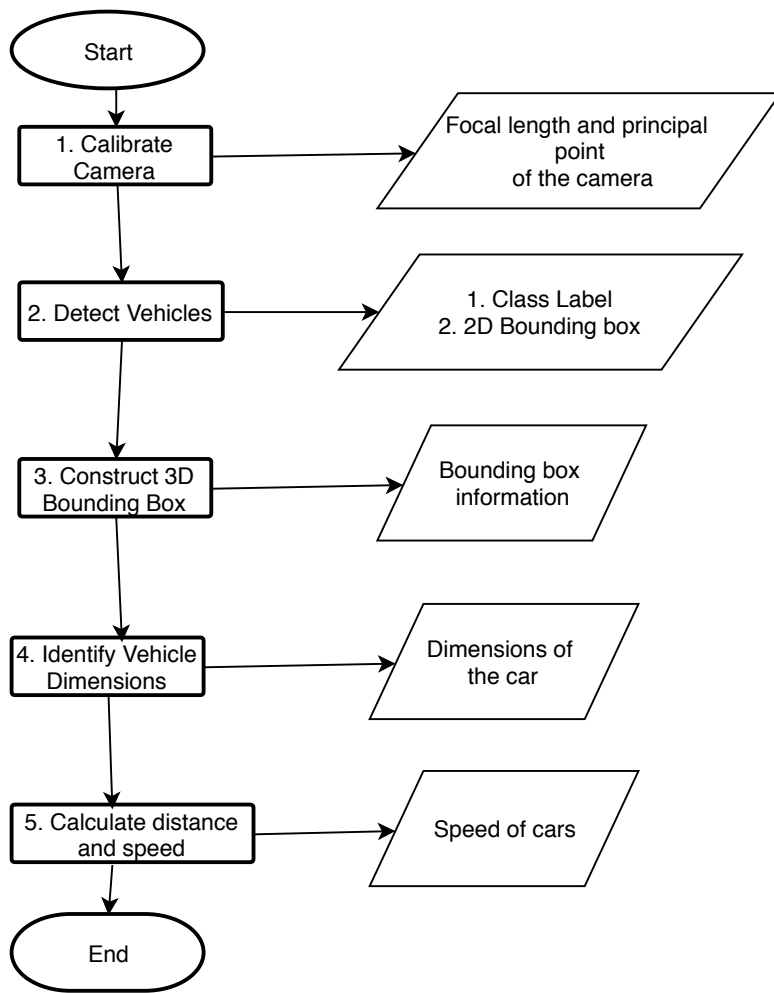 Start
1. Calibrate
Camera
Focal length and principal
point
of the camera
2. Detect Vehicles
1. Class Label
2. 2D Bounding box
3. Construct 3D
Bounding Box
Bounding box
information
4. Identify Vehicle
Dimensions
Dimensions of
the car
5. Calculate distance
and speed
Speed of cars
End